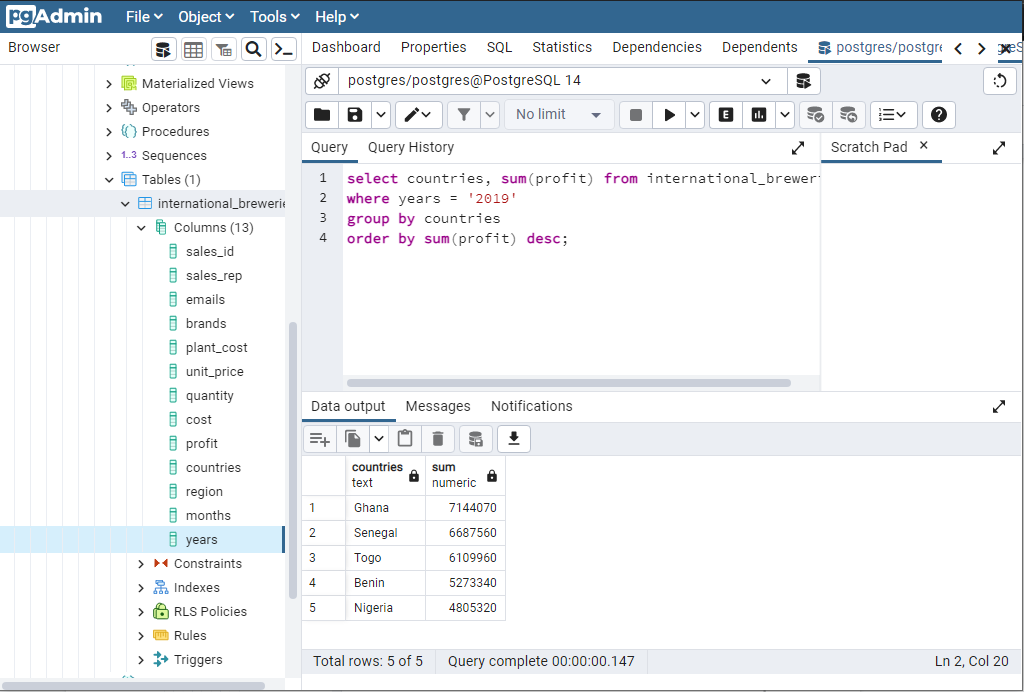 pgAdmin File Object Tools Help
Browser
Dashboard Properties SQL Statistics Dependencies Dependents postgres/postgre
Materialized Views
Operators
Procedures
1..3 Sequences
Tables (1)
international_brewerie
Columns (13)
sales_id
sales_rep
emails
brands
plant_cost
unit_price
quantity
cost
profit
countries
region
months
years
Constraints
Indexes
RLS Policies
Rules
Triggers
postgres/postgres@PostgreSQL 14
No limit E
Query Query History
Scratch Pad ×
1 select countries, sum(profit) from international_brewer
2 where years = '2019'
3 group by countries
4 order by sum(profit) desc;
Data output Messages Notifications
countries sum
text numeric
1 Ghana 7144070
2 Senegal 6687560
3 Togo 6109960
4 Benin 5273340
5 Nigeria 4805320
Total rows: 5 of 5 Query complete 00:00:00.147 Ln 2, Col 20